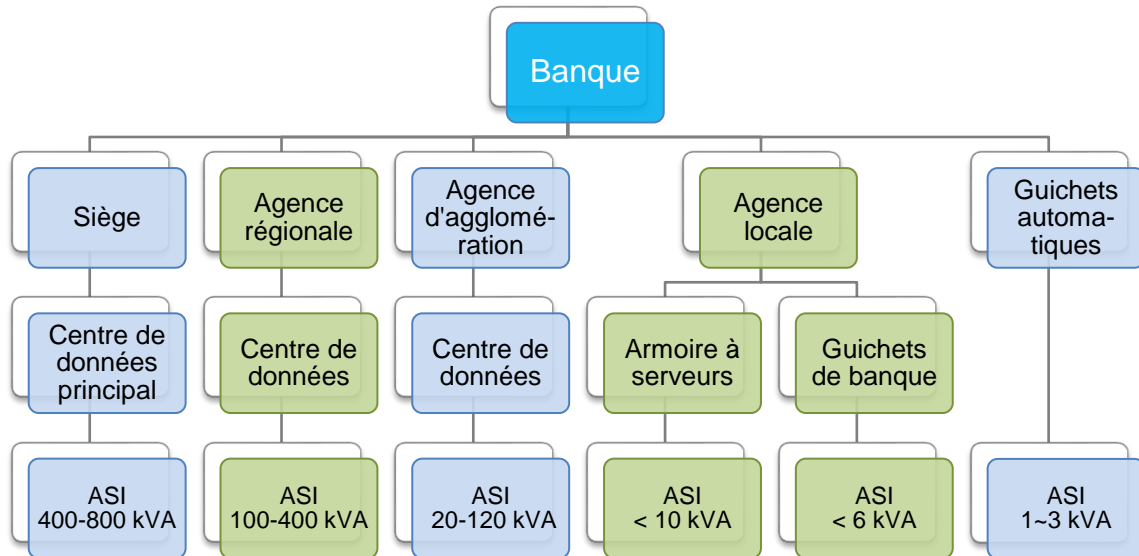 Banque
Siège
Agence
régionale
Agence
d'agglomé-
ration
Agence
locale
Guichets
automa-
tiques
Centre de
données
principal
Centre de
données
Centre de
données
Armoire à
serveurs
Guichets
de banque
ASI
400-800 kVA
ASI
100-400 kVA
ASI
20-120 kVA
ASI
< 10 kVA
ASI
< 6 kVA
ASI
1~3 kVA